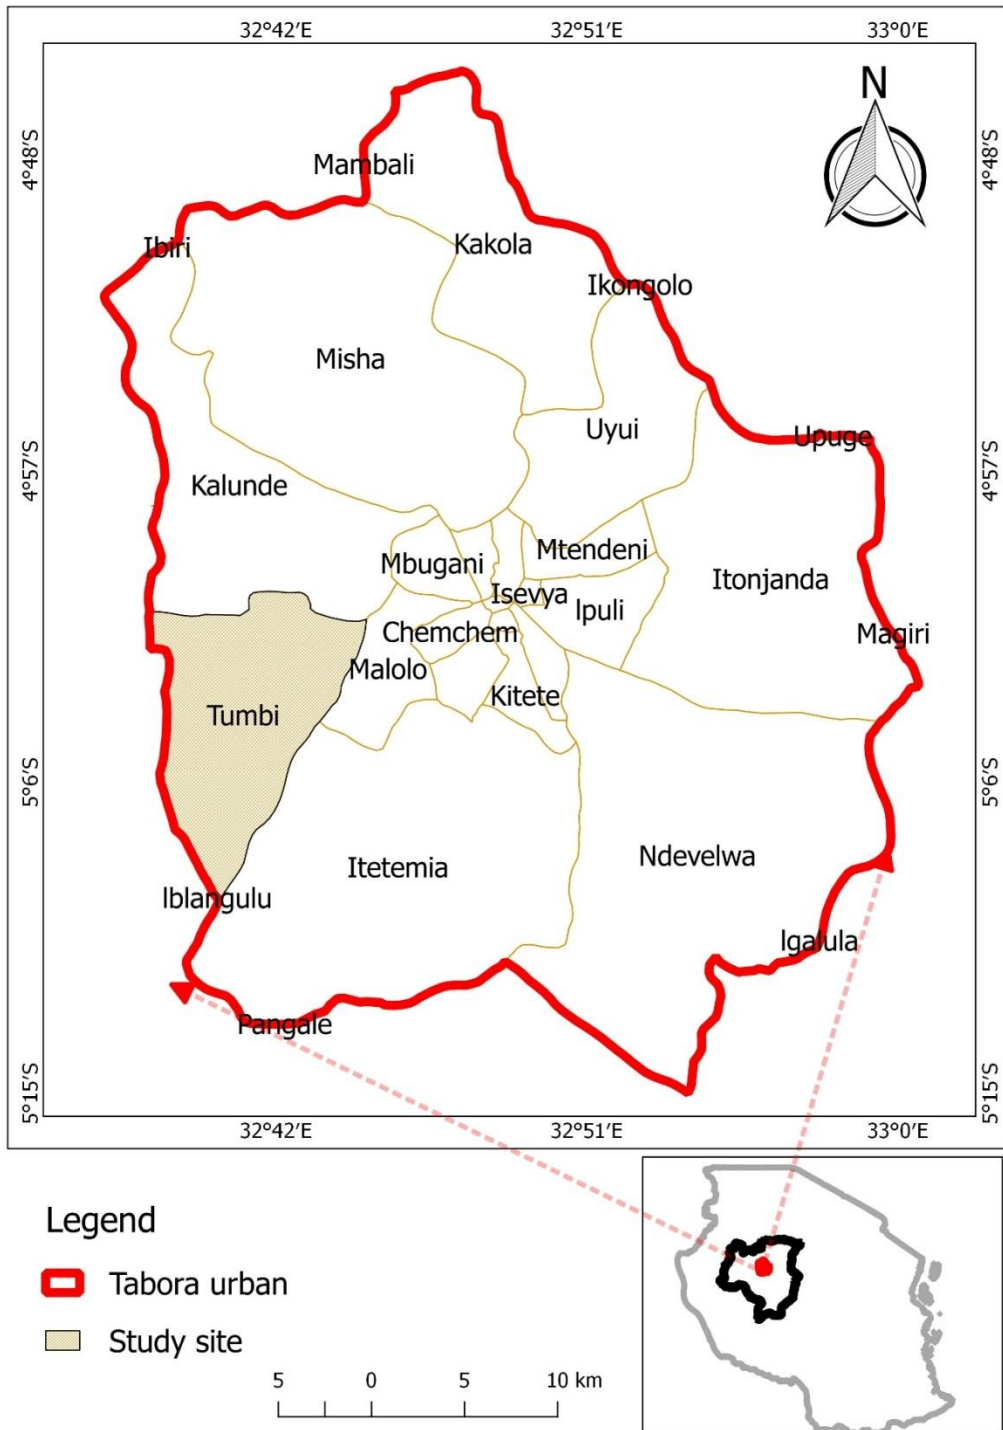 32°42′E 32°51′E 33°0′E
N
4°48′S 4°48′S
Mambali
Ibiri
Kakola
Ikongolo
Misha
Uyui
Upuge
4°57′S 4°57′S
Kalunde
Mbugani
Mtendeni
Isevya
Ipuli
Itonjanda
Chemchem
Magiri
Malolo
Kitete
Tumbi
5°6′S 5°6′S
Itetemia
Ndevelwa
Iblangulu
Igalula
Pangale
5°15′S 5°15′S
32°42′E 32°51′E 33°0′E
Legend
Tabora urban
Study site
5 0 5 10 km